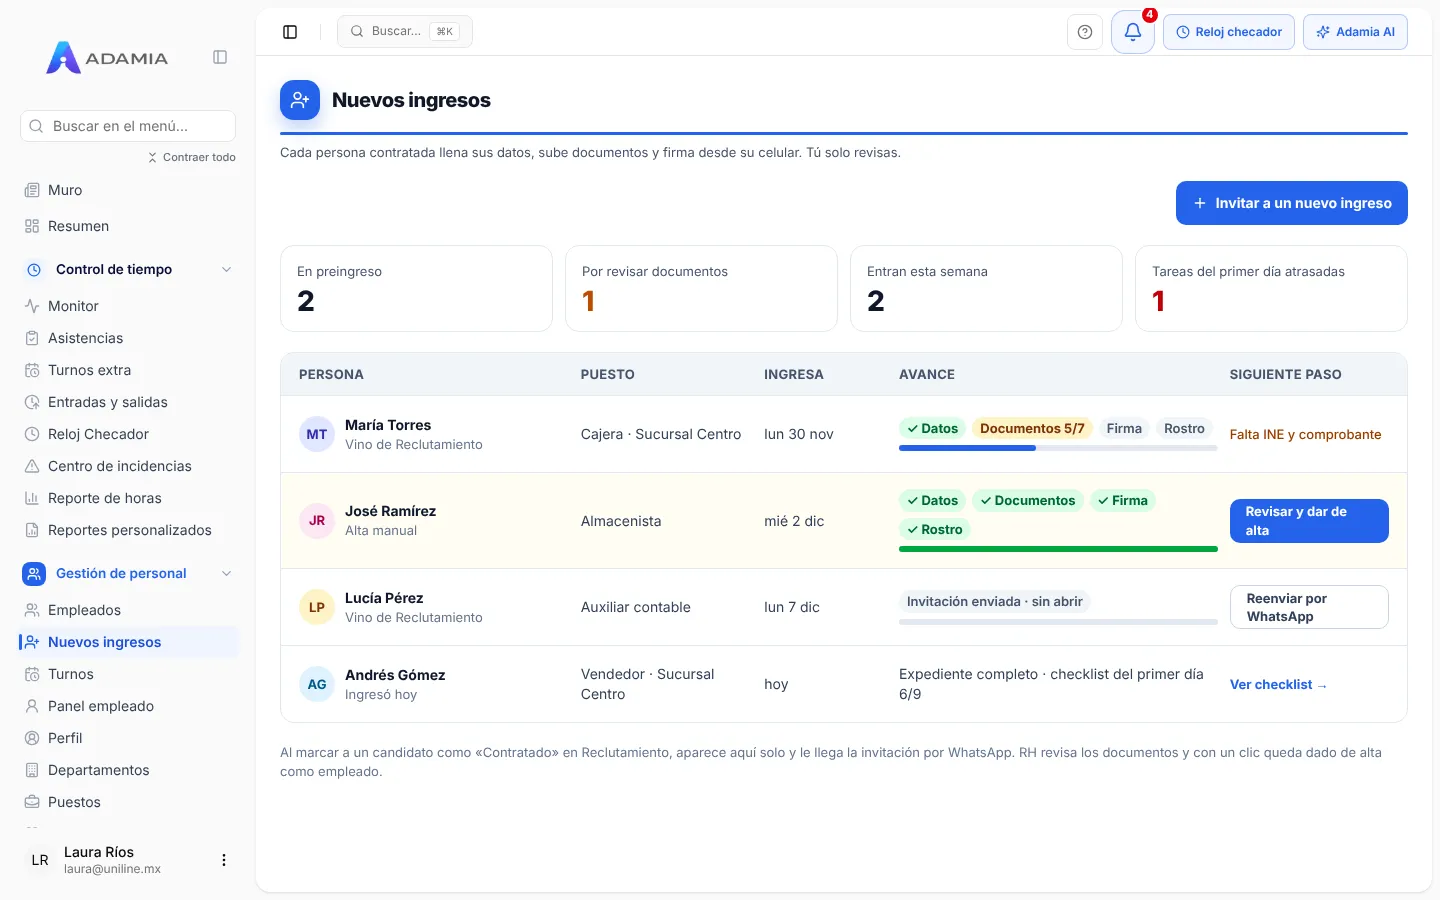 ADAMIA
Buscar en el menú...
Contraer todo
Muro
Resumen
Control de tiempo
Monitor
Asistencias
Turnos extra
Entradas y salidas
Reloj Checador
Centro de incidencias
Reporte de horas
Reportes personalizados
Gestión de personal
Empleados
Nuevos ingresos
Turnos
Panel empleado
Perfil
Departamentos
Puestos
LR
Laura Ríos
laura@uniline.mx
Buscar... ⌘K
4
Reloj checador
Adamia AI
Nuevos ingresos
Cada persona contratada llena sus datos, sube documentos y firma desde su celular. Tú solo revisas.
+ Invitar a un nuevo ingreso
En preingreso
2
Por revisar documentos
1
Entran esta semana
2
Tareas del primer día atrasadas
1
PERSONA PUESTO INGRESA AVANCE SIGUIENTE PASO
MT
María Torres
Vino de Reclutamiento
Cajera · Sucursal Centro
lun 30 nov
✓ Datos Documentos 5/7 Firma Rostro
Falta INE y comprobante
JR
José Ramírez
Alta manual
Almacenista
mié 2 dic
✓ Datos ✓ Documentos ✓ Firma
✓ Rostro
Revisar y dar de
alta
LP
Lucía Pérez
Vino de Reclutamiento
Auxiliar contable
lun 7 dic
Invitación enviada · sin abrir
Reenviar por
WhatsApp
AG
Andrés Gómez
Ingresó hoy
Vendedor · Sucursal
Centro
hoy
Expediente completo · checklist del primer día
6/9
Ver checklist →
Al marcar a un candidato como «Contratado» en Reclutamiento, aparece aquí solo y le llega la invitación por WhatsApp. RH revisa los documentos y con un clic queda dado de alta
como empleado.